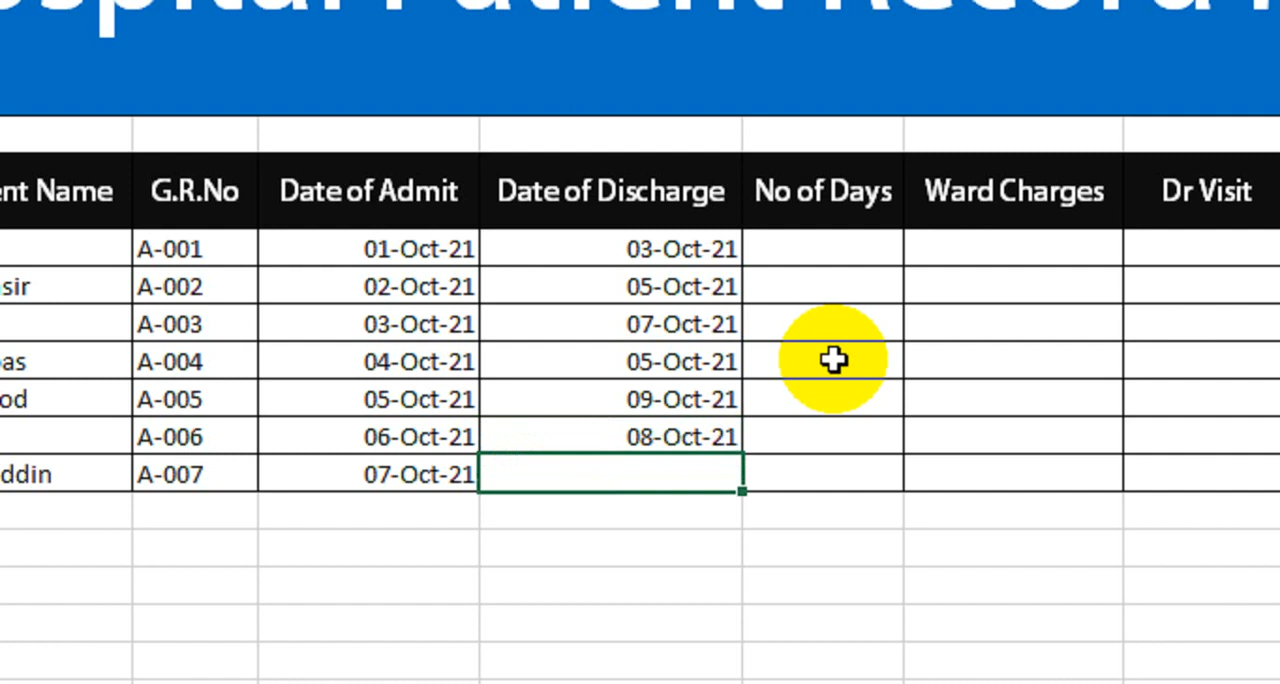 spital Patient Record
ent Name G.R.No Date of Admit Date of Discharge No of Days Ward Charges Dr Visit
A-001 01-Oct-21 03-Oct-21
sir A-002 02-Oct-21 05-Oct-21
A-003 03-Oct-21 07-Oct-21
as A-004 04-Oct-21 05-Oct-21
od A-005 05-Oct-21 09-Oct-21
A-006 06-Oct-21 08-Oct-21
ddin A-007 07-Oct-21